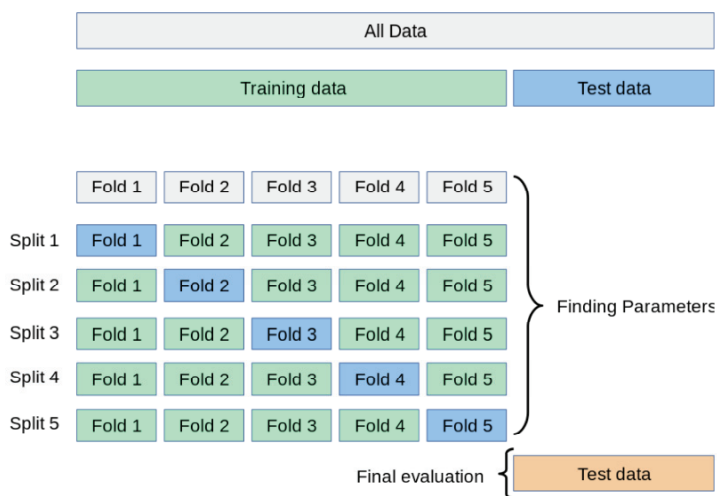 All Data
Training data Test data
Fold 1 Fold 2 Fold 3 Fold 4 Fold 5
Split 1 Fold 1 Fold 2 Fold 3 Fold 4 Fold 5
Split 2 Fold 1 Fold 2 Fold 3 Fold 4 Fold 5
Finding Parameters
Split 3 Fold 1 Fold 2 Fold 3 Fold 4 Fold 5
Split 4 Fold 1 Fold 2 Fold 3 Fold 4 Fold 5
Split 5 Fold 1 Fold 2 Fold 3 Fold 4 Fold 5
Final evaluation Test data